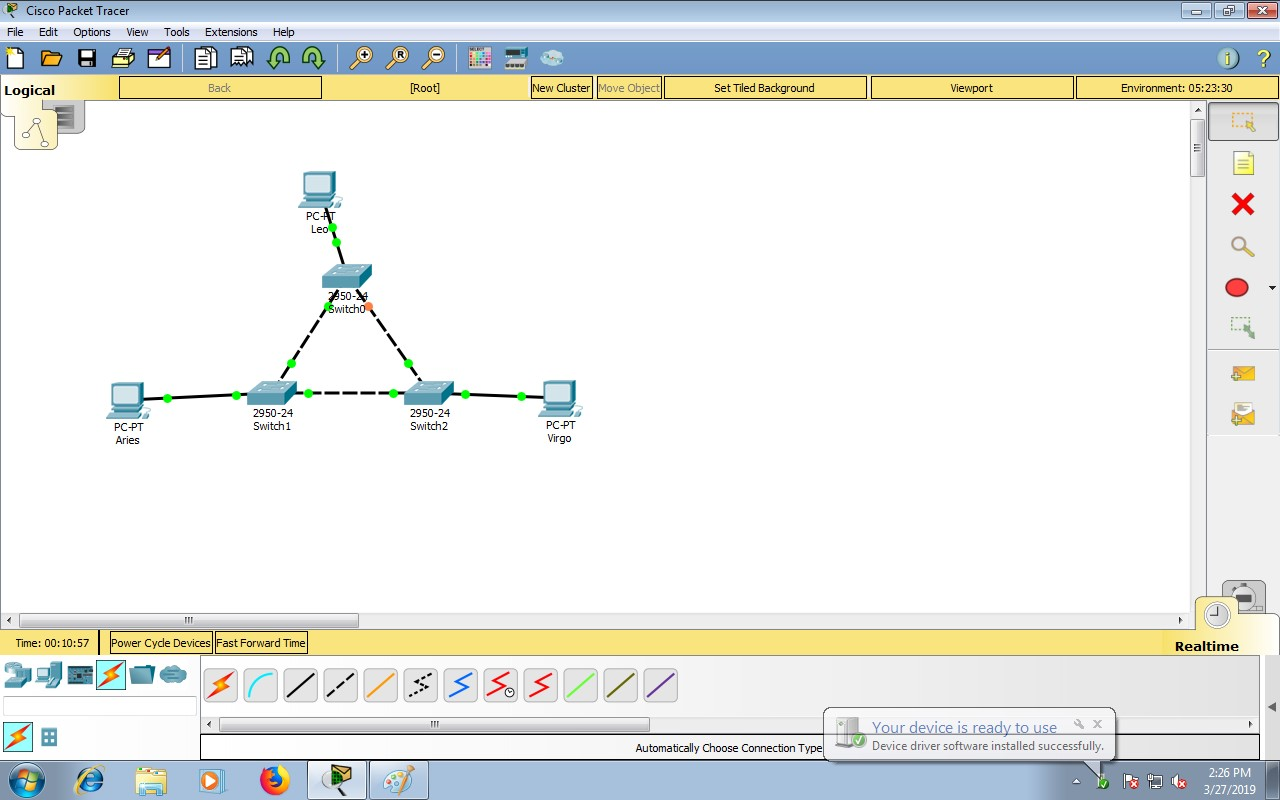 Cisco Packet Tracer
File Edit Options View Tools Extensions Help
Logical Back [Root] New Cluster Move Object Set Tiled Background Viewport Environment: 05:23:30
PC-PT
Leo
2950-24
Switch0
2950-24
Switch1
2950-24
Switch2
PC-PT
Aries
PC-PT
Virgo
Time: 00:10:57 Power Cycle Devices Fast Forward Time Realtime
Automatically Choose Connection Type
Your device is ready to use
Device driver software installed successfully.
2:26 PM
3/27/2019